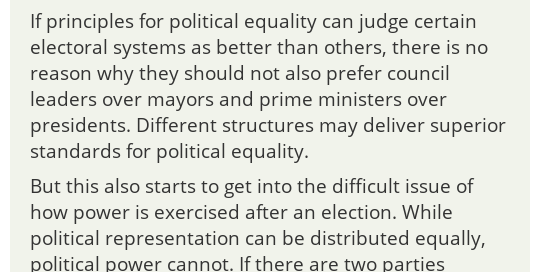 If principles for political equality can judge certain
electoral systems as better than others, there is no
reason why they should not also prefer council
leaders over mayors and prime ministers over
presidents. Different structures may deliver superior
standards for political equality.
But this also starts to get into the difficult issue of
how power is exercised after an election. While
political representation can be distributed equally,
political power cannot. If there are two parties